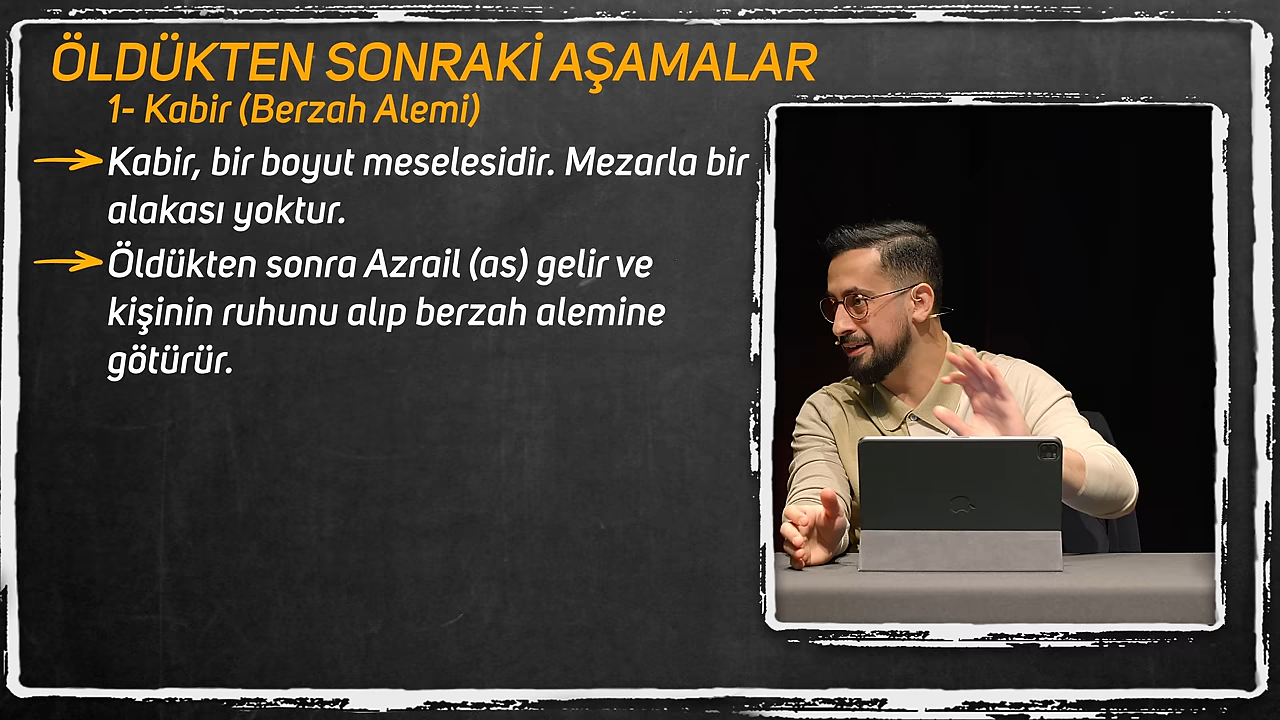 ÖLDÜKTEN SONRAKİ AŞAMALAR
1- Kabir (Berzah Alemi)
Kabir, bir boyut meselesidir. Mezarla bir
alakası yoktur.
Öldükten sonra Azrail (as) gelir ve
kişinin ruhunu alıp berzah alemine
götürür.